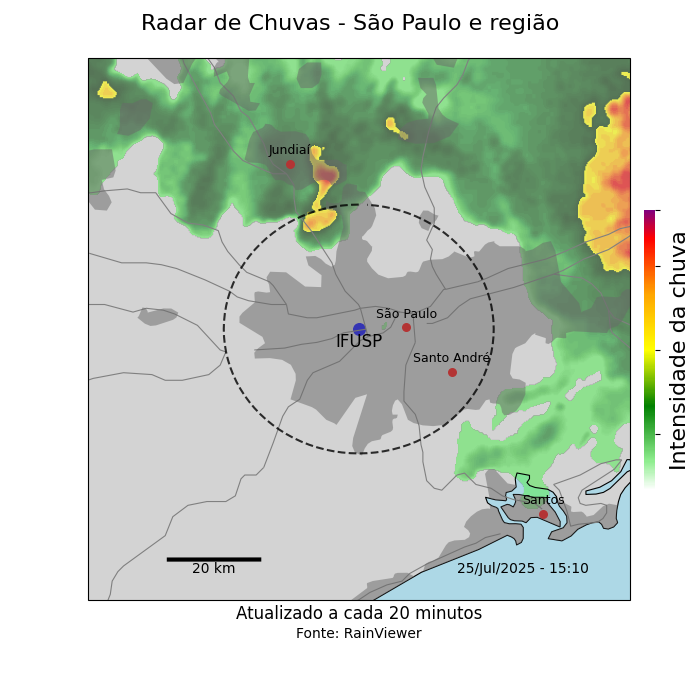 Radar de Chuvas - São Paulo e região
Jundiaí
São Paulo
IFUSP
Santo André
Santos
20 km
25/Jul/2025 - 15:10
Intensidade da chuva
Atualizado a cada 20 minutos
Fonte: RainViewer